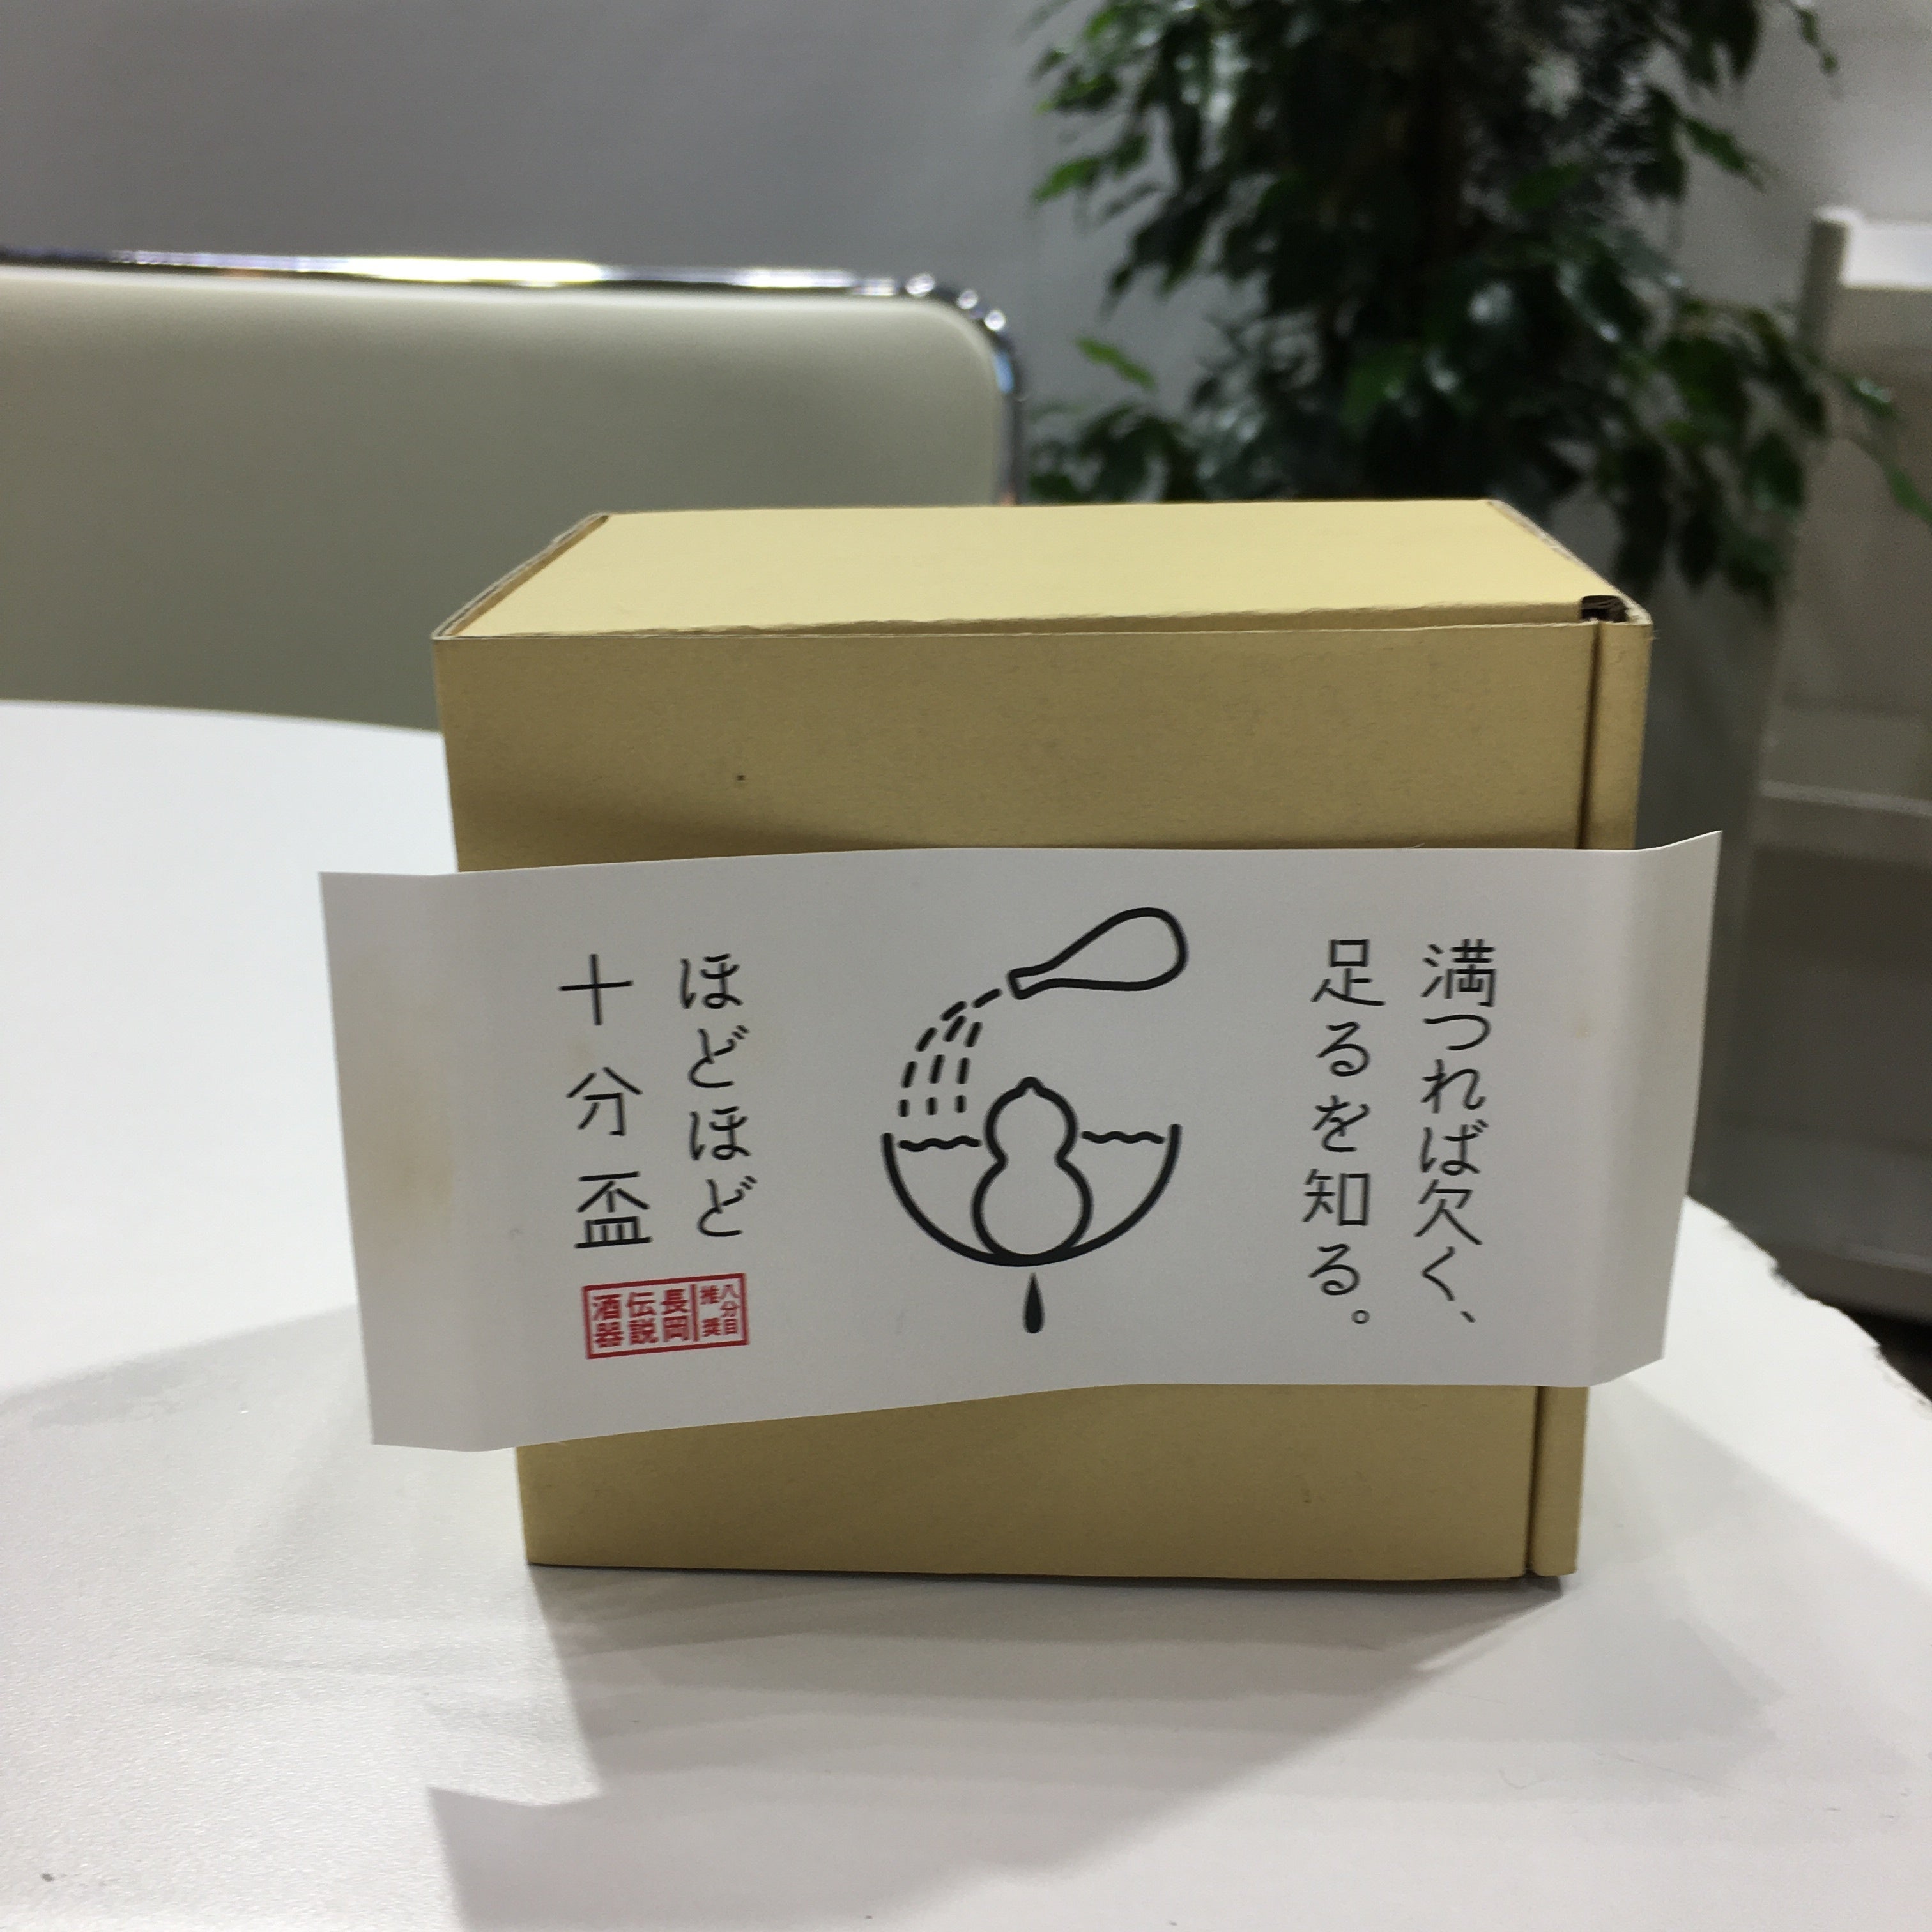 満つれば欠く、
足るを知る。
ほどほど
十分盃
八分目
推奨
長岡
伝説
酒器